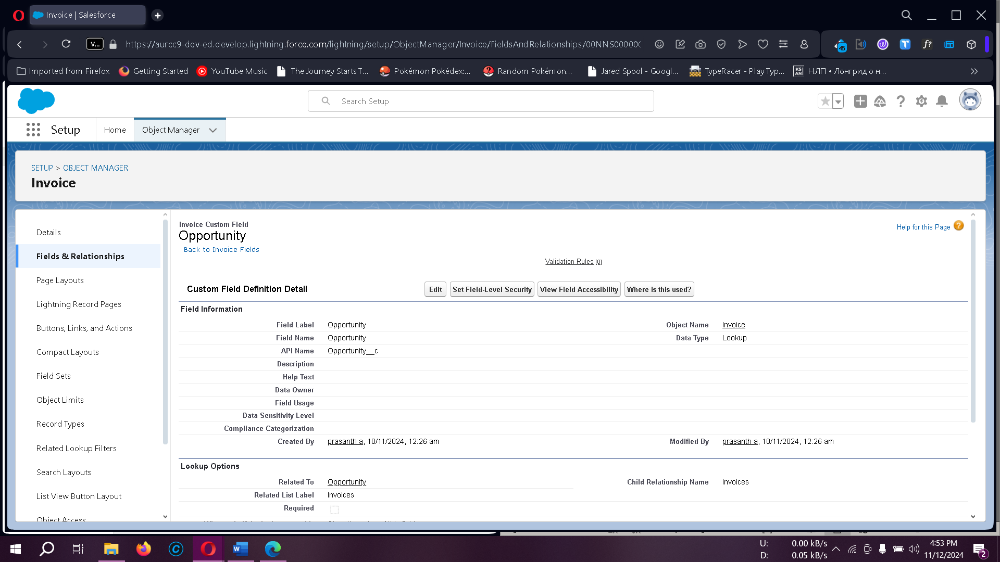 Invoice | Salesforce
V...
https://aurcc9-dev-ed.develop.lightning.force.com/lightning/setup/ObjectManager/Invoice/FieldsAndRelationships/00NNS00000
45
f?
Imported from Firefox
Getting Started
YouTube Music
The Journey Starts T...
Pokémon Pokédex:...
Random Pokémon...
Jared Spool - Googl...
TypeRacer - Play Typ...
KS ANI
НЛП • Лонгрид о н...
Search Setup
Setup
Home
Object Manager
SETUP > OBJECT MANAGER
Invoice
Details
Fields & Relationships
Page Layouts
Lightning Record Pages
Buttons, Links, and Actions
Compact Layouts
Field Sets
Object Limits
Record Types
Related Lookup Filters
Search Layouts
List View Button Layout
Object Access
Invoice Custom Field
Opportunity
Back to Invoice Fields
Help for this Page
Validation Rules [0]
Custom Field Definition Detail
Edit
Set Field-Level Security
View Field Accessibility
Where is this used?
Field Information
Field Label Opportunity Object Name Invoice
Field Name Opportunity Data Type Lookup
API Name Opportunity__c
Description
Help Text
Data Owner
Field Usage
Data Sensitivity Level
Compliance Categorization
Created By prasanth a, 10/11/2024, 12:26 am Modified By prasanth a, 10/11/2024, 12:26 am
Lookup Options
Related To Opportunity Child Relationship Name Invoices
Related List Label Invoices
Required
U: 0.00 kB/s
D: 0.05 kB/s
4:53 PM
11/12/2024
2